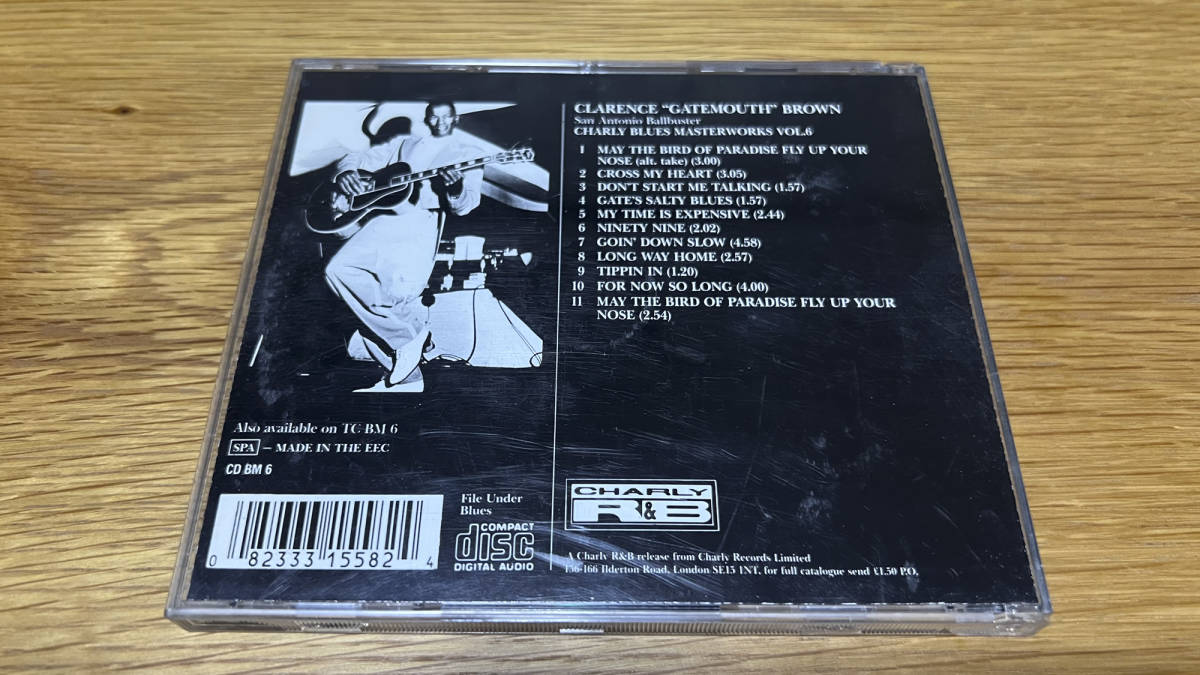 CLARENCE "GATEMOUTH" BROWN
San Antonio Ballbuster
CHARLY BLUES MASTERWORKS VOL.6
1 MAY THE BIRD OF PARADISE FLY UP YOUR
NOSE (alt. take) (3.00)
2 CROSS MY HEART (3.05)
3 DON'T START ME TALKING (1.57)
4 GATE'S SALTY BLUES (1.57)
5 MY TIME IS EXPENSIVE (2.44)
6 NINETY NINE (2.02)
7 GOIN' DOWN SLOW (4.58)
8 LONG WAY HOME (2.57)
9 TIPPIN IN (1.20)
10 FOR NOW SO LONG (4.00)
11 MAY THE BIRD OF PARADISE FLY UP YOUR
NOSE (2.54)
Also available on TC BM 6
SPA – MADE IN THE EEC
CD BM 6
0 82333 15582 4
File Under
Blues
COMPACT
disc
DIGITAL AUDIO
CHARLY
R&B
A Charly R&B release from Charly Records Limited
156-166 Ilderton Road, London SE15 1NT, for full catalogue send £1.50 P.O.